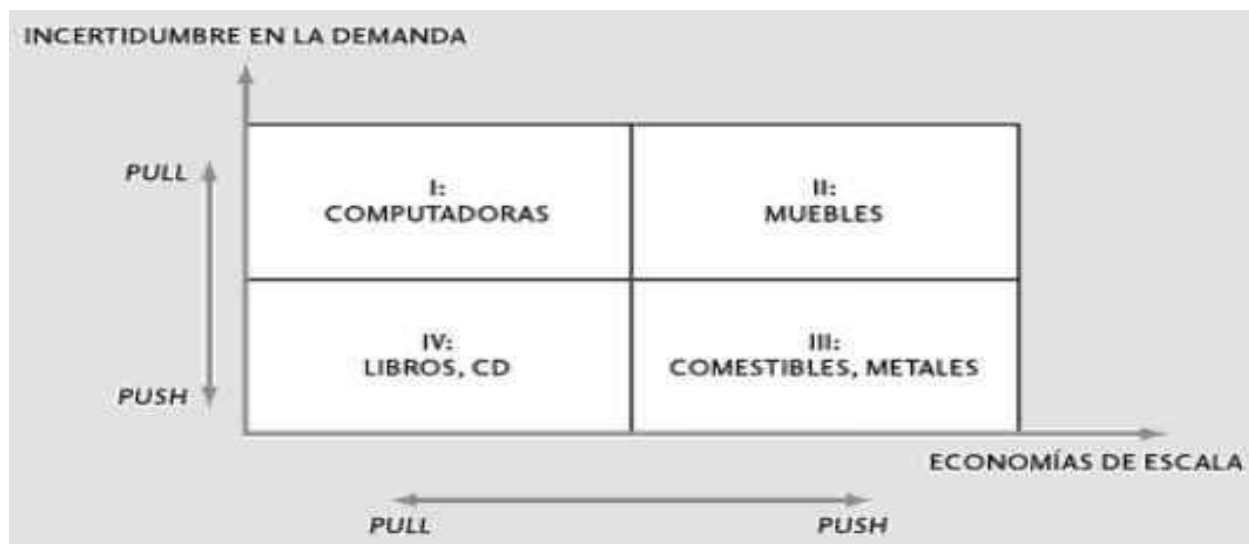 INCERTIDUMBRE EN LA DEMANDA
PULL
I:
COMPUTADORAS
II:
MUEBLES
IV:
LIBROS, CD
III:
COMESTIBLES, METALES
PUSH
ECONOMÍAS DE ESCALA
PULL
PUSH